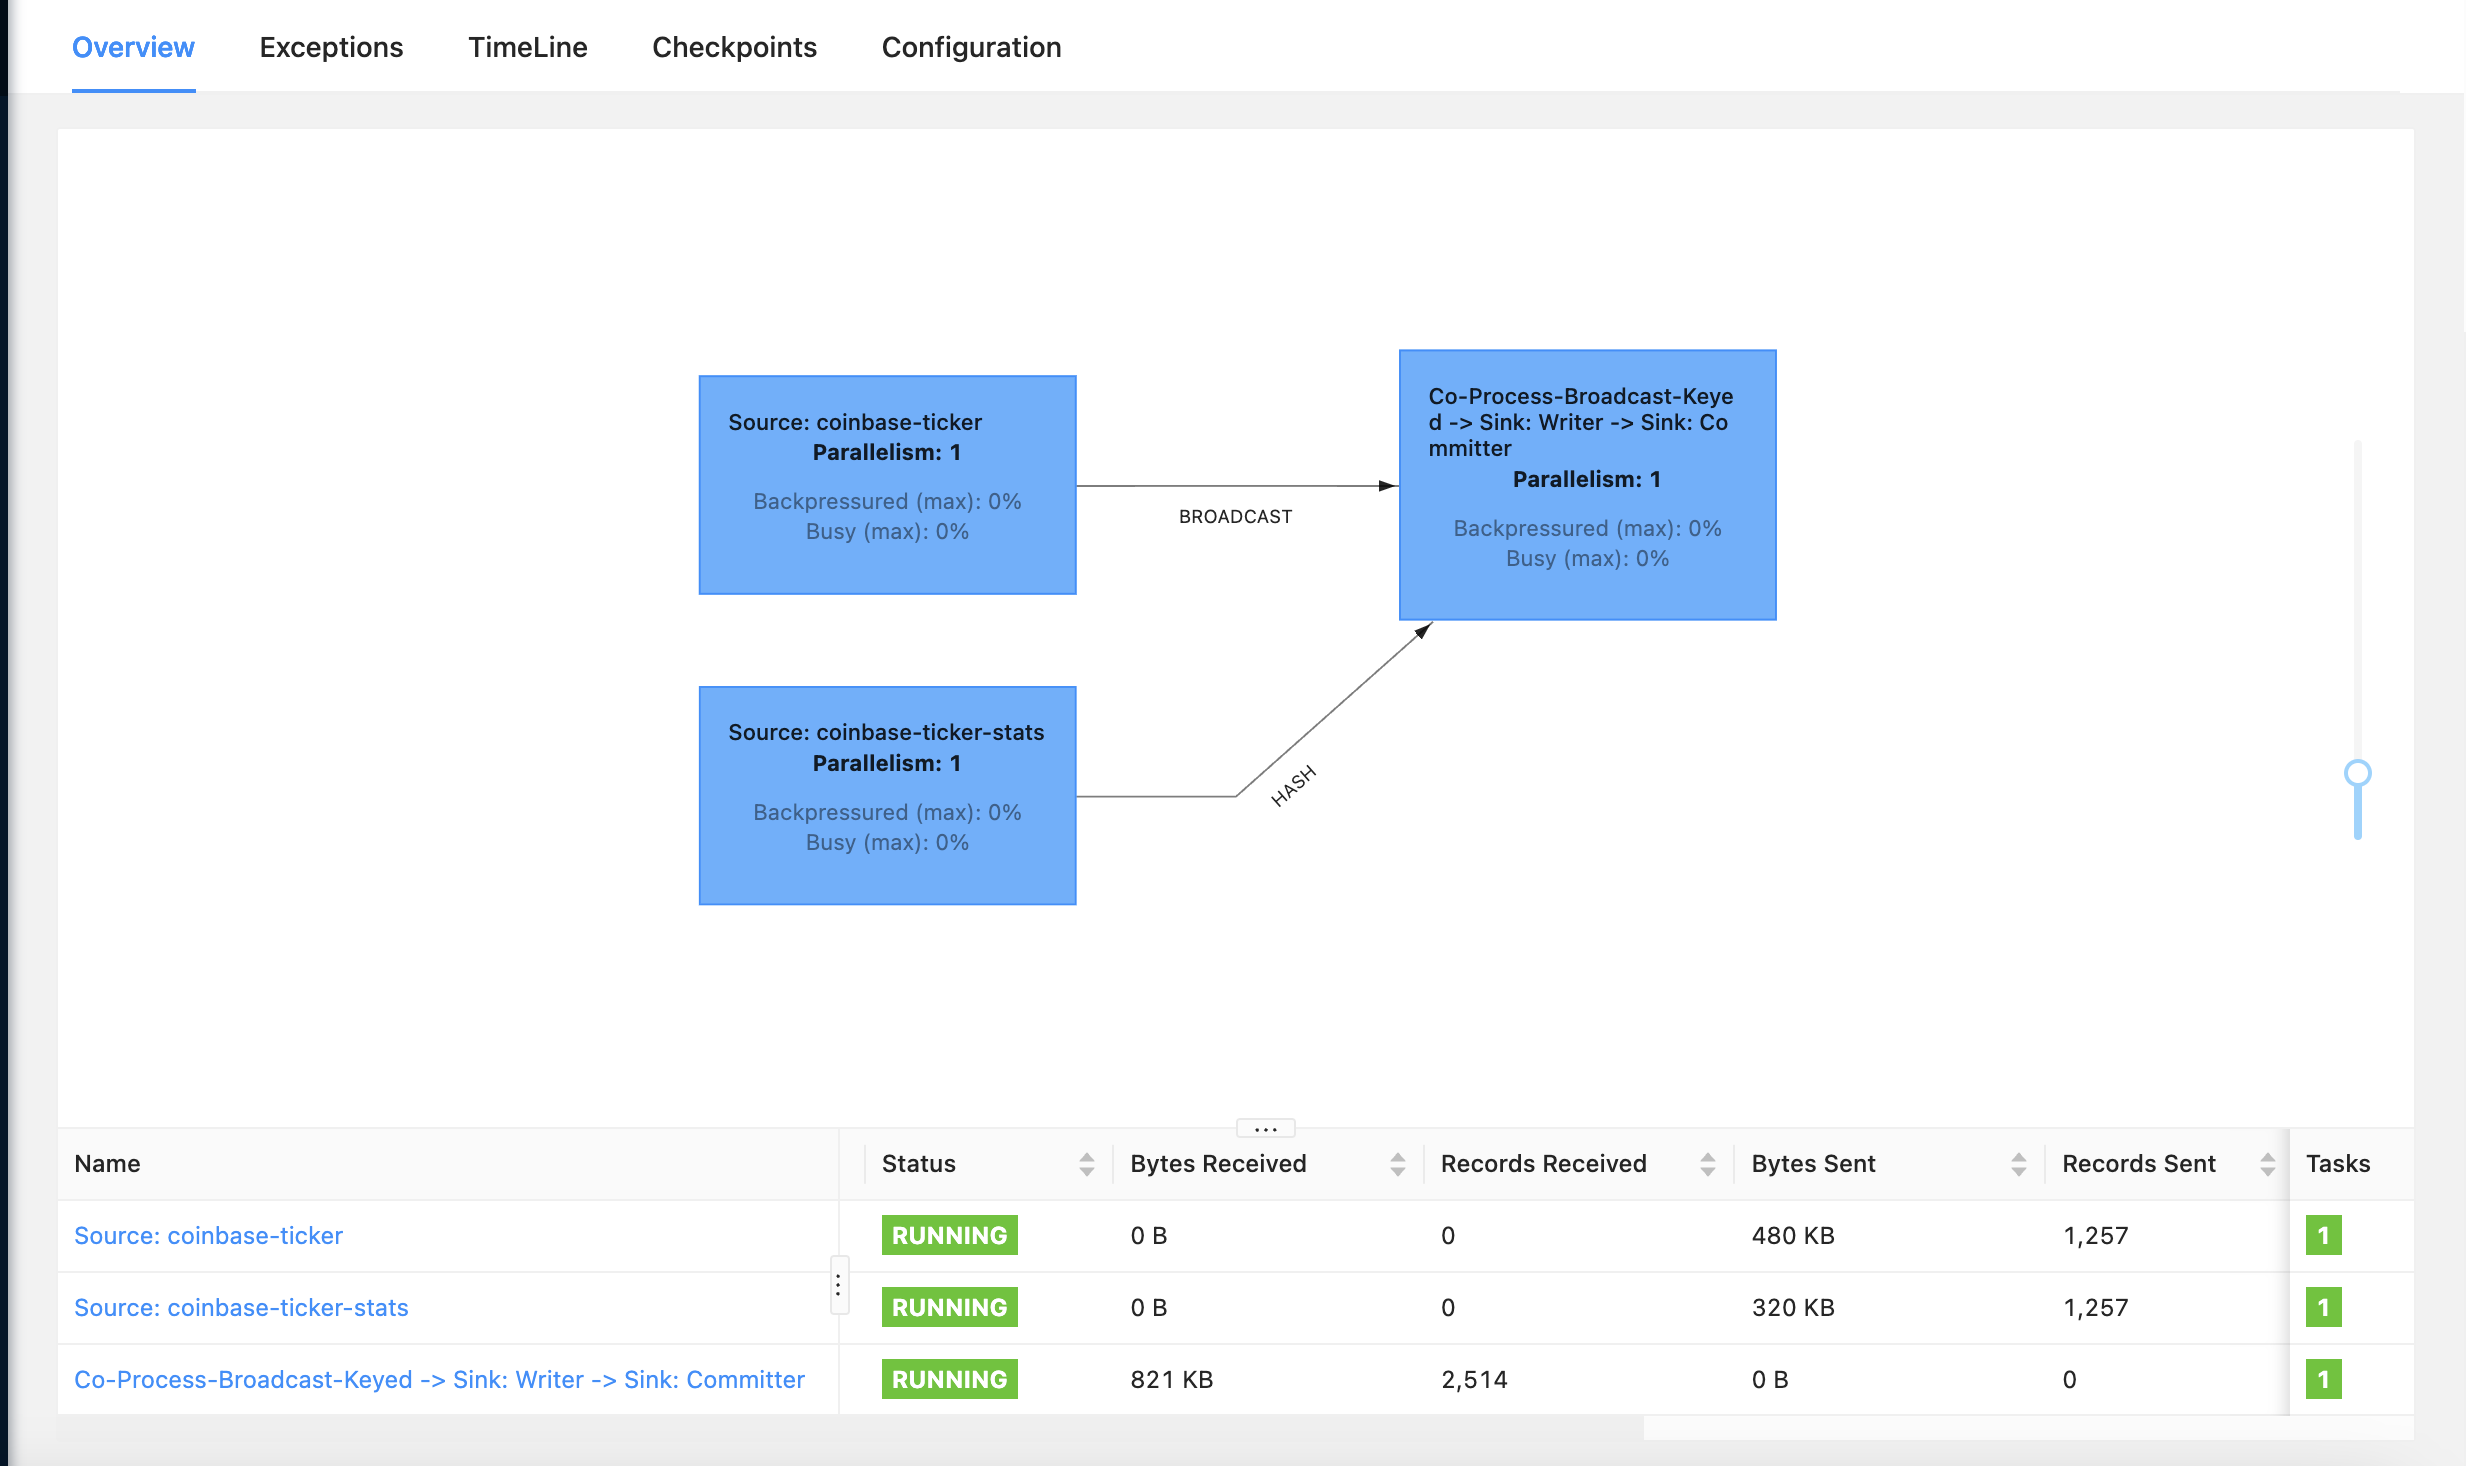 Overview Exceptions TimeLine Checkpoints Configuration
Source: coinbase-ticker
Parallelism: 1
Backpressured (max): 0%
Busy (max): 0%
BROADCAST
Co-Process-Broadcast-Keye
d -> Sink: Writer -> Sink: Co
mmitter
Parallelism: 1
Backpressured (max): 0%
Busy (max): 0%
Source: coinbase-ticker-stats
Parallelism: 1
Backpressured (max): 0%
Busy (max): 0%
HASH
Name Status Bytes Received Records Received Bytes Sent Records Sent Tasks
Source: coinbase-ticker RUNNING 0 B 0 480 KB 1,257 1
Source: coinbase-ticker-stats RUNNING 0 B 0 320 KB 1,257 1
Co-Process-Broadcast-Keyed -> Sink: Writer -> Sink: Committer RUNNING 821 KB 2,514 0 B 0 1